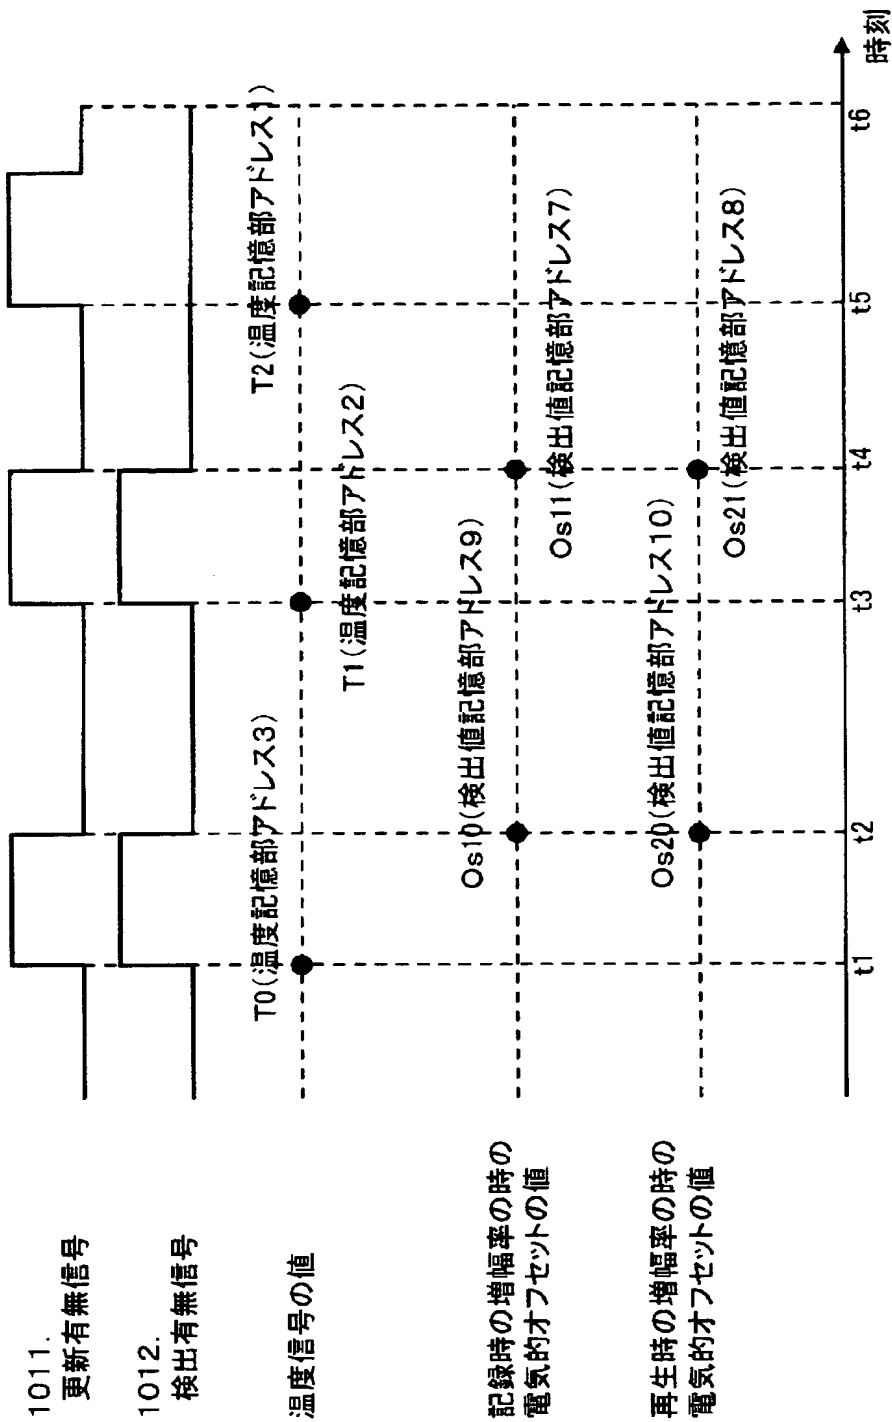 1011.
更新有無信号
1012.
検出有無信号
温度信号の値
T0(温度記憶部アドレス3)
T1(温度記憶部アドレス2)
T2(温度記憶部アドレス1)
記録時の増幅率の時の
電気的オフセットの値
Os10(検出値記憶部アドレス9)
Os11(検出値記憶部アドレス7)
再生時の増幅率の時の
電気的オフセットの値
Os20(検出値記憶部アドレス10)
Os21(検出値記憶部アドレス8)
t1
t2
t3
t4
t5
t6
時刻